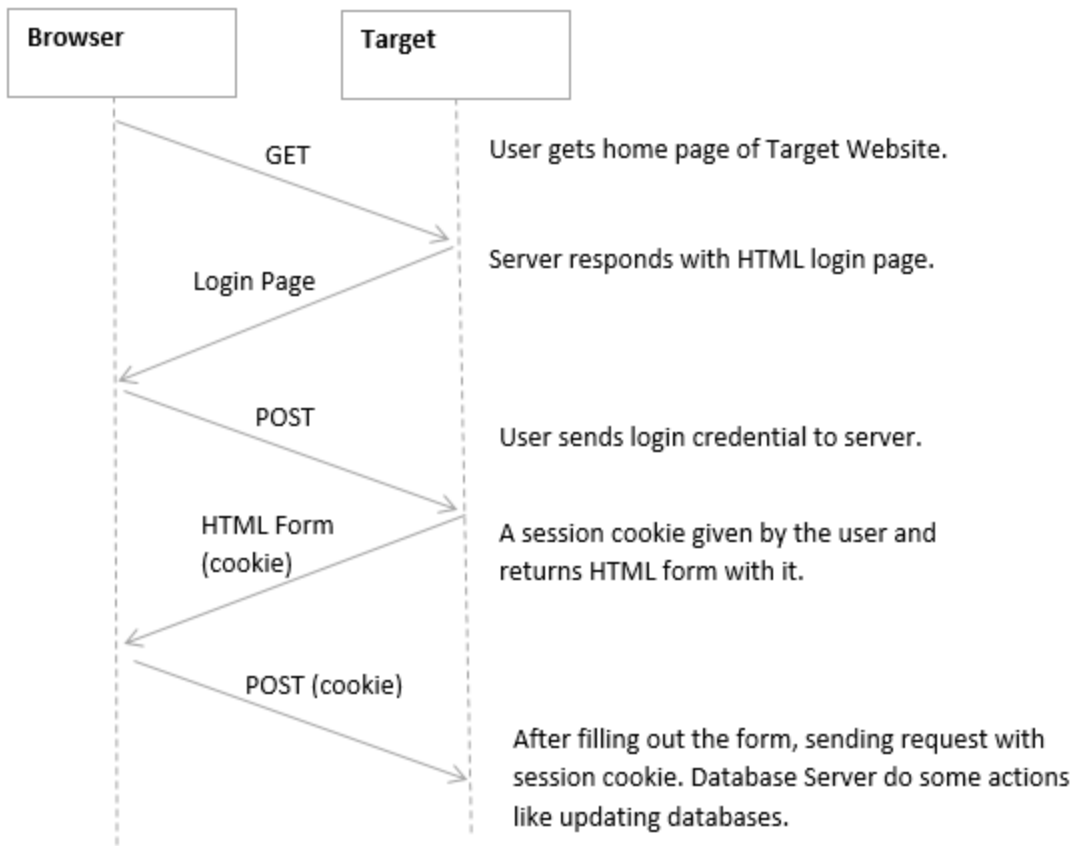 Browser
Target
GET
User gets home page of Target Website.
Server responds with HTML login page.
Login Page
POST
User sends login credential to server.
HTML Form
(cookie)
A session cookie given by the user and
returns HTML form with it.
POST (cookie)
After filling out the form, sending request with
session cookie. Database Server do some actions
like updating databases.